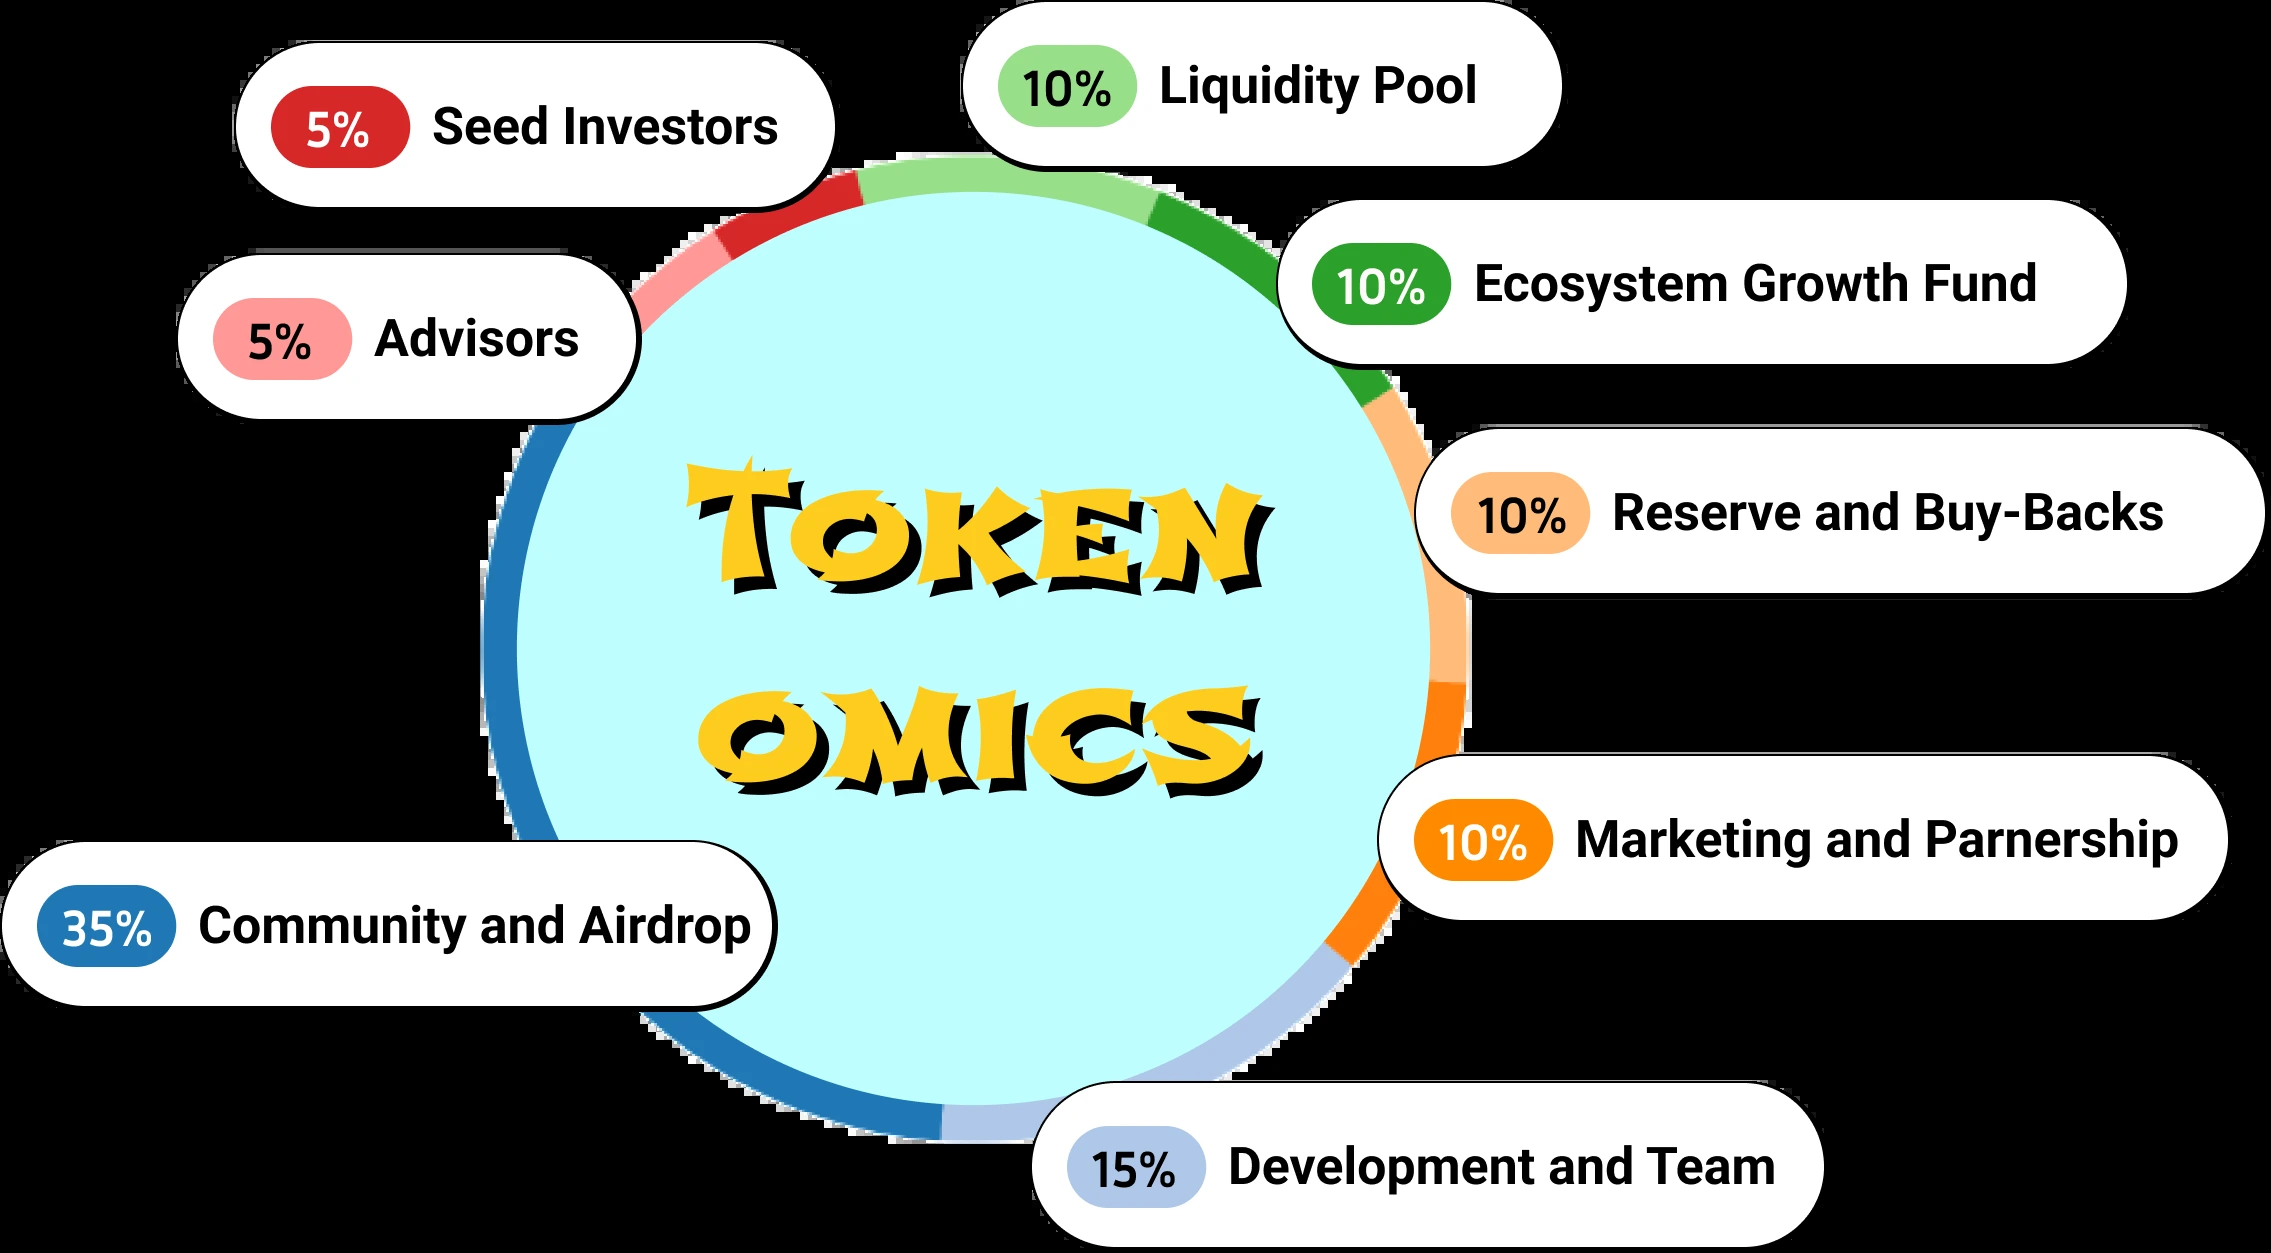 10% Liquidity Pool
5% Seed Investors
10% Ecosystem Growth Fund
5% Advisors
10% Reserve and Buy-Backs
TOKEN
OMICS
10% Marketing and Parnership
35% Community and Airdrop
15% Development and Team